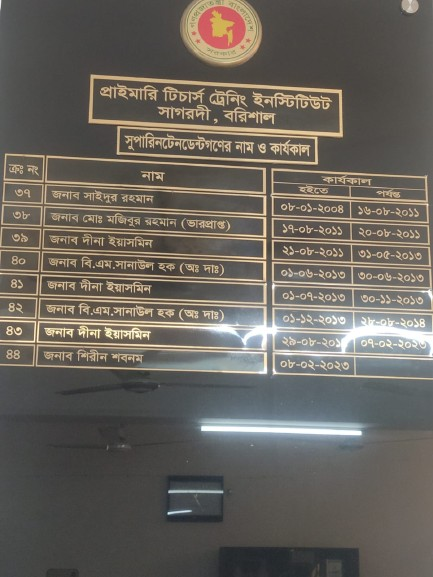 গণপ্রজাতন্ত্রী বাংলাদেশ
সরকার
প্রাইমারি টিচার্স ট্রেনিং ইনস্টিটিউট
সাগরদী, বরিশাল
সুপারিনটেনডেন্টগণের নাম ও কার্যকাল
ক্রঃ নং নাম কার্যকাল
হইতে পর্যন্ত
৩৭ জনাব সাইদুর রহমান ০৮-০১-২০০৪ ১৬-০৮-২০১১
৩৮ জনাব মোঃ মজিবুর রহমান (ভারপ্রাপ্ত) ১৭-০৮-২০১১ ২০-০৮-২০১১
৩৯ জনাব দীনা ইয়াসমিন ২১-০৮-২০১১ ৩১-০৫-২০১৩
৪০ জনাব বি.এম.সানাউল হক (অঃ দাঃ) ০১-০৬-২০১৩ ৩০-০৬-২০১৩
৪১ জনাব দীনা ইয়াসমিন ০১-০৭-২০১৩ ৩০-১১-২০১৩
৪২ জনাব বি.এম.সানাউল হক (অঃ দাঃ) ০১-১২-২০১৩ ২৮-০৮-২০১৪
৪৩ জনাব দীনা ইয়াসমিন ০৭-০২-২০২৩
৪৪ জনাব শিরীন শবনম ০৮-০২-২০২৩